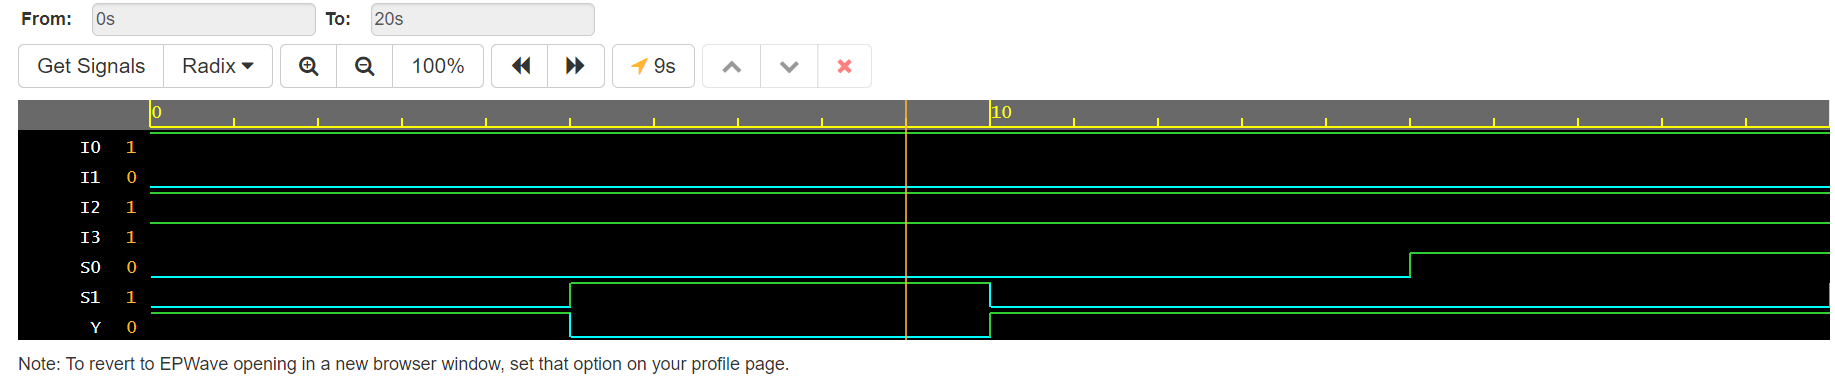 From: 0s To: 20s
Get Signals Radix 100% 9s
0 10
I0 1
I1 0
I2 1
I3 1
S0 0
S1 1
Y 0
Note: To revert to EPWave opening in a new browser window, set that option on your profile page.